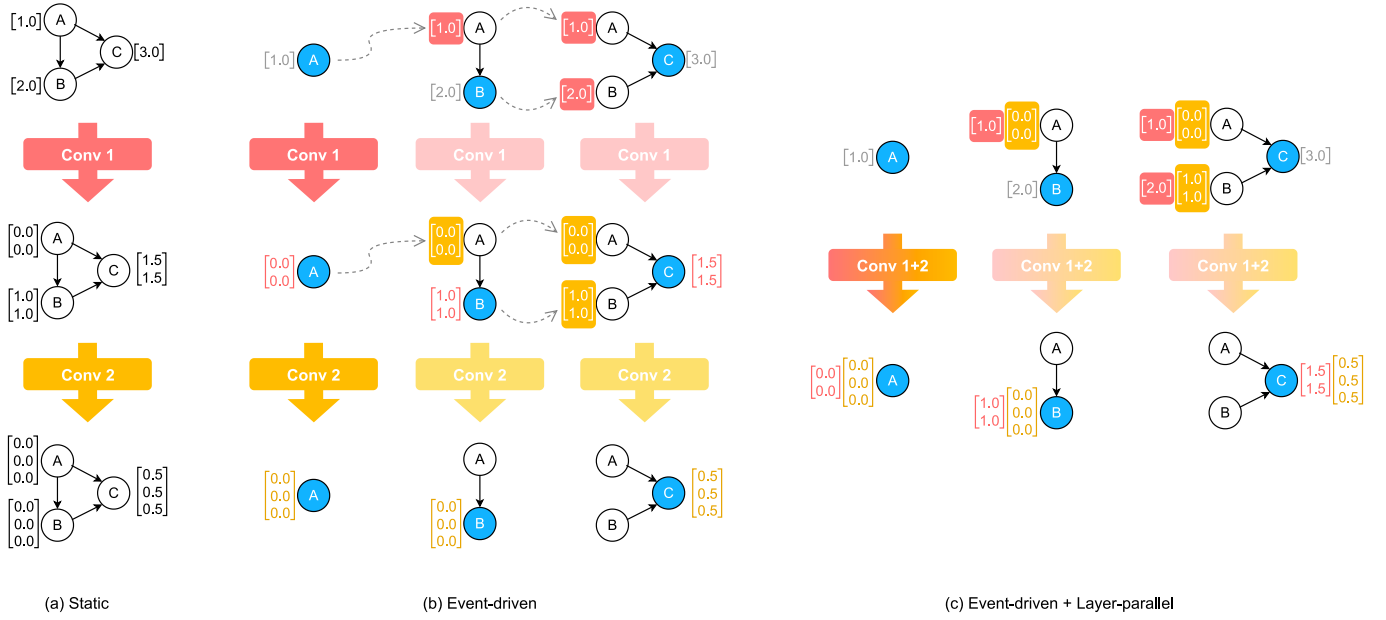 [1.0] A
C [3.0]
[2.0] B
Conv 1
[0.0
0.0] A
C [1.5
1.5]
[1.0
1.0] B
Conv 2
[0.0
0.0
0.0] A
C [0.5
0.5
0.5]
[0.0
0.0
0.0] B
(a) Static
[1.0] A
[1.0] A
[2.0] B
[1.0] A
C [3.0]
[2.0] B
Conv 1 Conv 1 Conv 1
[0.0
0.0] A
[0.0
0.0] A
[1.0
1.0] B
[0.0
0.0] A
C [1.5
1.5]
[1.0
1.0] B
Conv 2 Conv 2 Conv 2
[0.0
0.0
0.0] A
A
[0.0
0.0
0.0] B
A
C [0.5
0.5
0.5]
B
(b) Event-driven
[1.0] A
[1.0] [0.0
0.0] A
[2.0] B
[1.0] [0.0
0.0] A
C [3.0]
[2.0] [1.0
1.0] B
Conv 1+2 Conv 1+2 Conv 1+2
[0.0
0.0] [0.0
0.0
0.0] A
A
[1.0
1.0] [0.0
0.0
0.0] B
A
C [1.5
1.5] [0.5
0.5
0.5]
B
(c) Event-driven + Layer-parallel